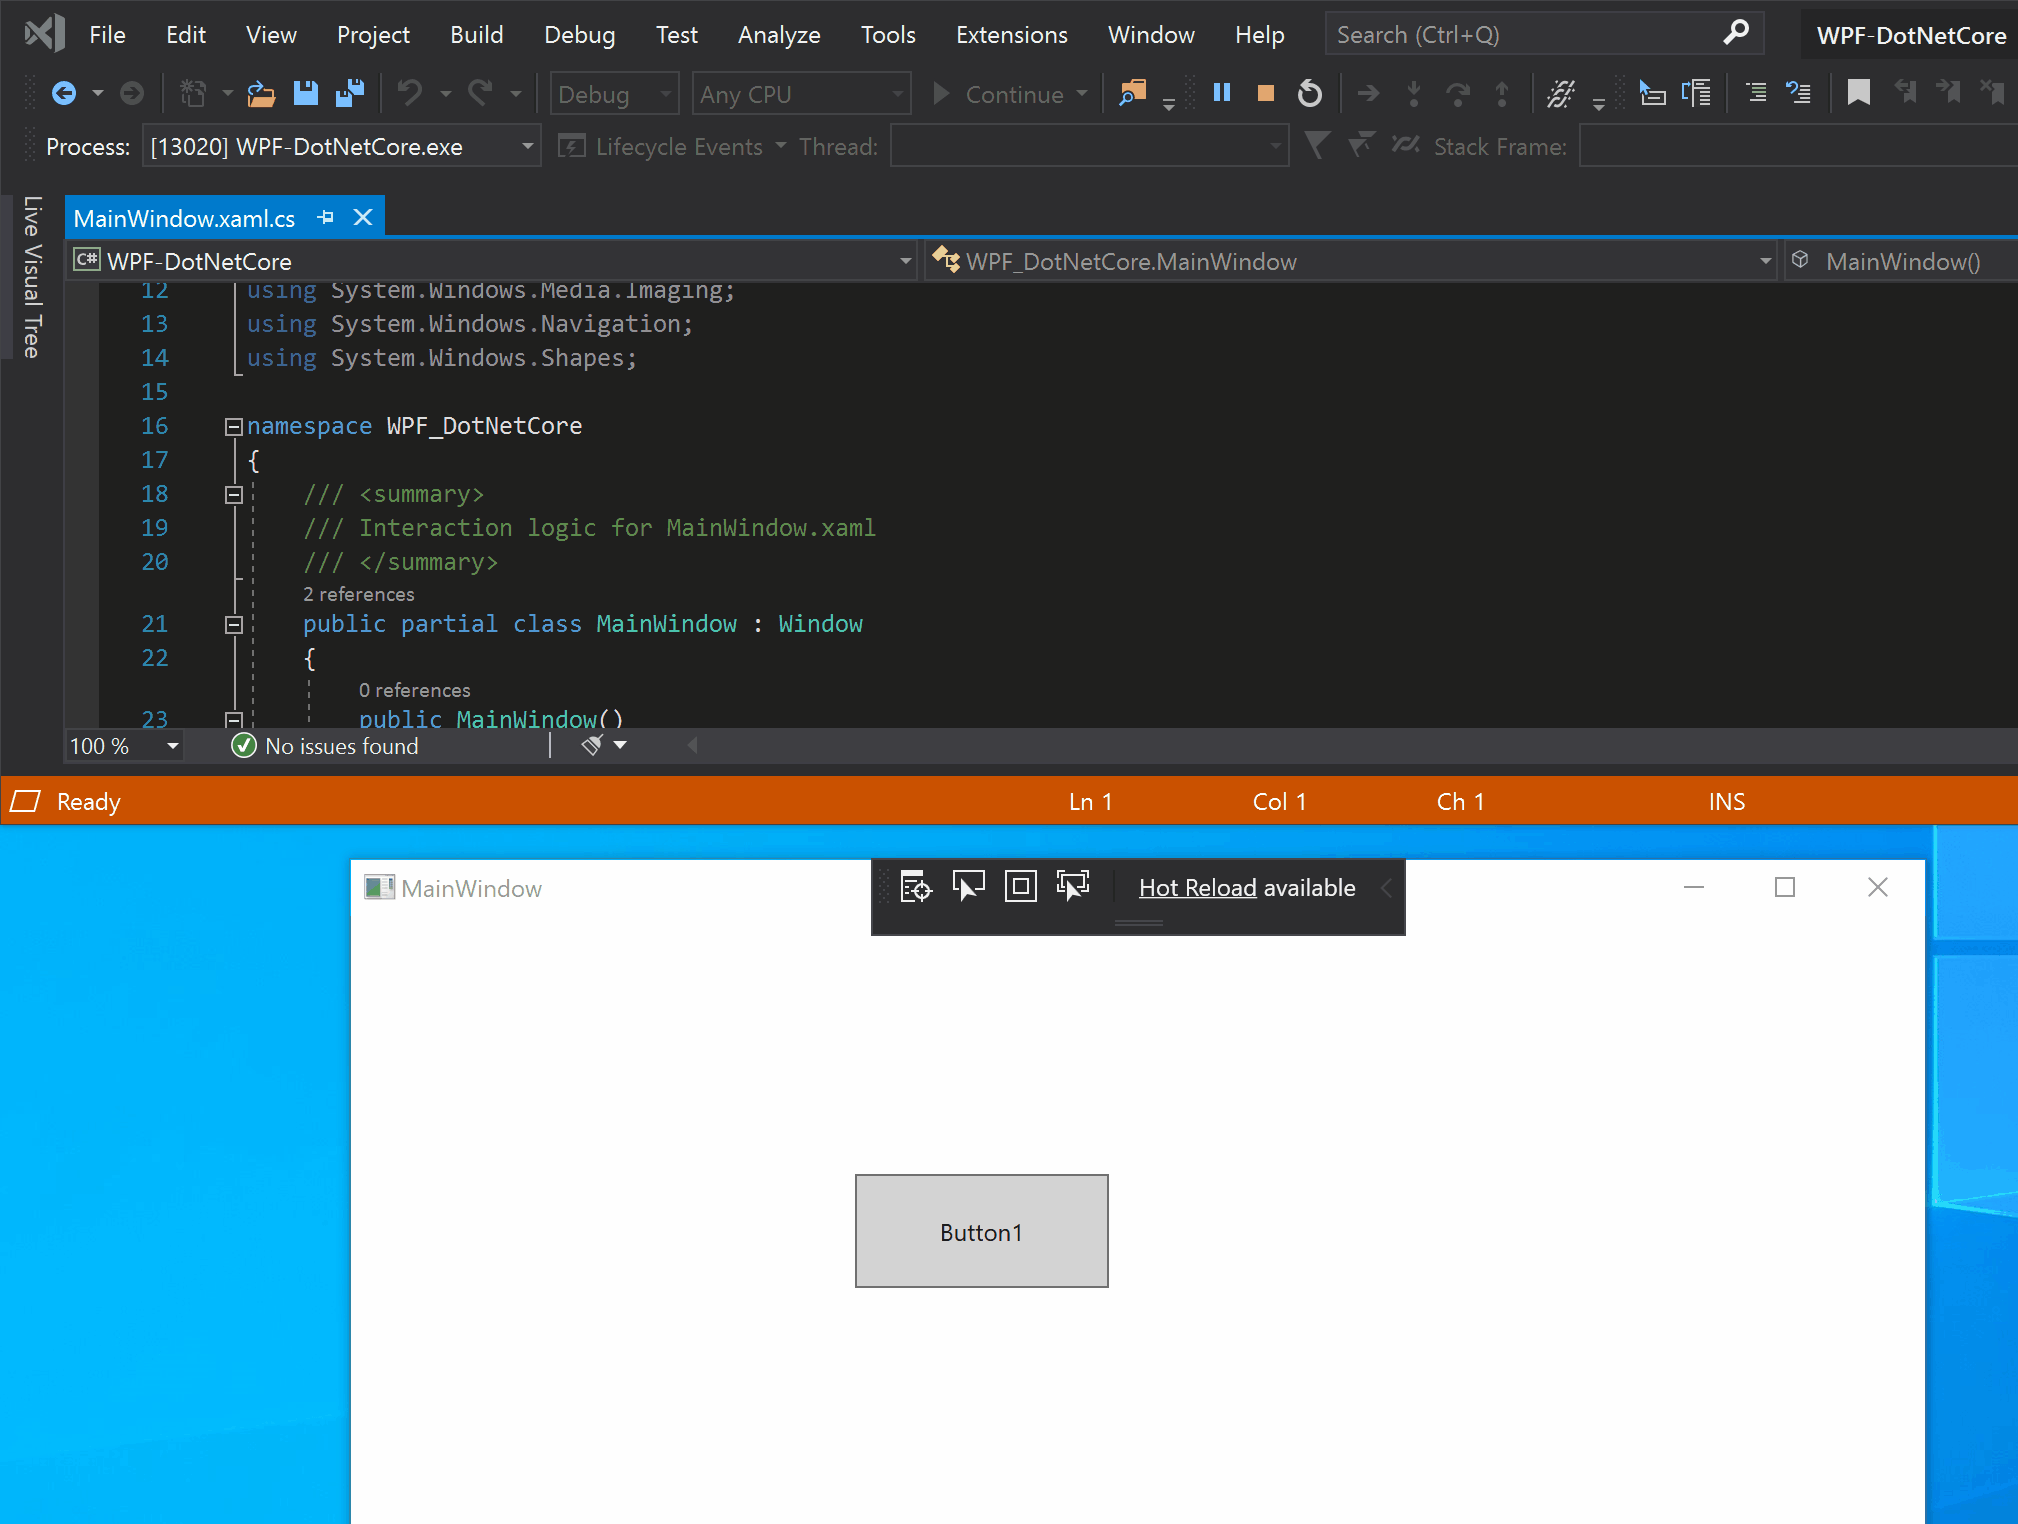 File Edit View Project Build Debug Test Analyze Tools Extensions Window Help Search (Ctrl+Q) WPF-DotNetCore
Debug Any CPU Continue
Process: [13020] WPF-DotNetCore.exe Lifecycle Events Thread: Stack Frame:
Live Visual Tree
MainWindow.xaml.cs
C# WPF-DotNetCore WPF_DotNetCore.MainWindow MainWindow()
12 using System.Windows.Media.Imaging;
13 using System.Windows.Navigation;
14 using System.Windows.Shapes;
15
16 namespace WPF_DotNetCore
17 {
18 /// <summary>
19 /// Interaction logic for MainWindow.xaml
20 /// </summary>
2 references
21 public partial class MainWindow : Window
22 {
0 references
23 public MainWindow()
100 % No issues found
Ready Ln 1 Col 1 Ch 1 INS
MainWindow Hot Reload available
Button1